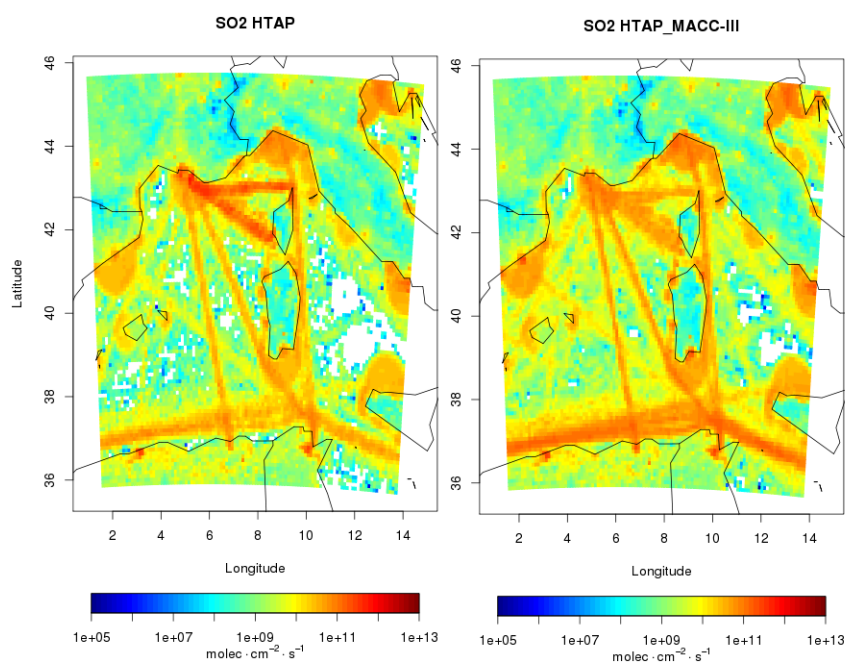 SO2 HTAP
SO2 HTAP_MACC-III
46
44
42
40
38
36
Latitude
2 4 6 8 10 12 14
Longitude
46
44
42
40
38
36
2 4 6 8 10 12 14
Longitude
1e+05 1e+07 1e+09 1e+11 1e+13
molec · cm⁻² · s⁻¹
1e+05 1e+07 1e+09 1e+11 1e+13
molec · cm⁻² · s⁻¹